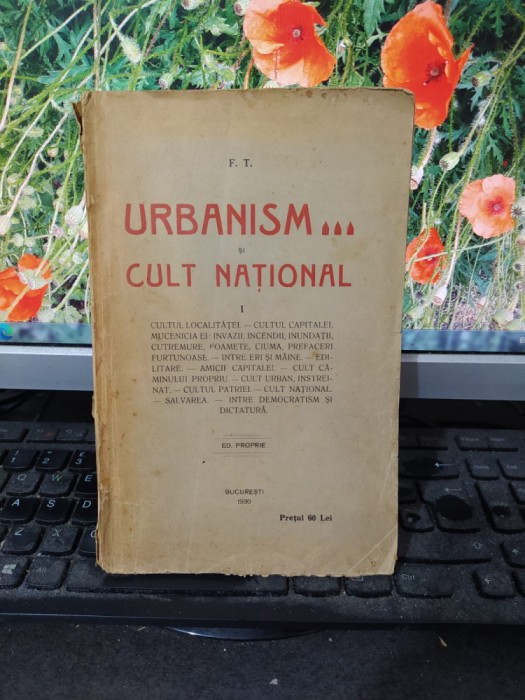 F. T.
URBANISM...
și
CULT NAȚIONAL
I
CULTUL LOCALITĂȚEI. — CULTUL CAPITALEI,
MUCENICIA EI: INVAZII, INCENDII, INUNDAȚII,
CUTREMURE, FOAMETE, CIUMA, PREFACERI
FURTUNOASE. — INTRE ERI ȘI MÂINE. — EDI-
LITARE. — AMICII CAPITALEI. — CULT CĂ-
MINULUI PROPRIU. — CULT URBAN, INSTREI-
NAT. — CULTUL PATRIEI. — CULT NAȚIONAL.
— SALVAREA. — INTRE DEMOCRATISM ȘI
DICTATURĂ.
ED. PROPRIE
BUCUREȘTI
1930
Prețul 60 Lei
Q
A
S
D